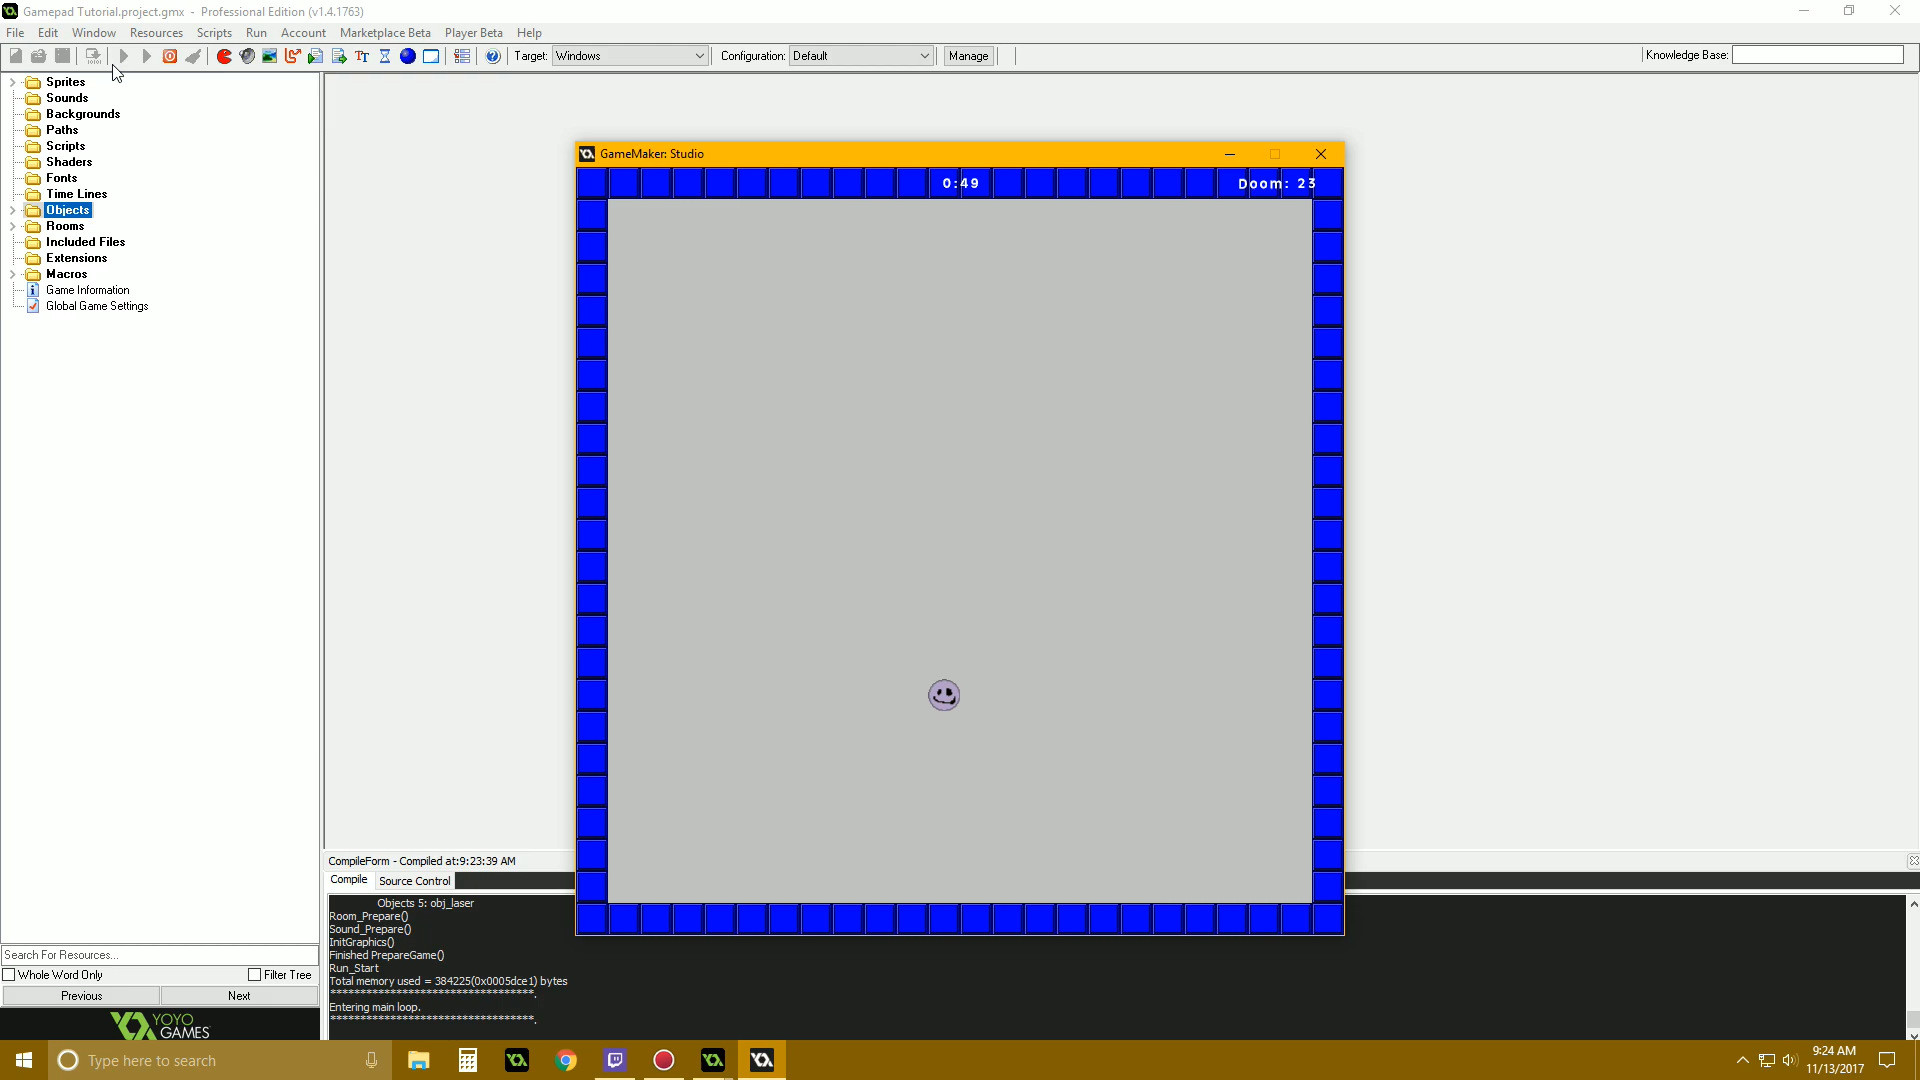 Gamepad Tutorial.project.gmx - Professional Edition (v1.4.1763)
File Edit Window Resources Scripts Run Account Marketplace Beta Player Beta Help
Target: Windows Configuration: Default Manage Knowledge Base:
Sprites
Sounds
Backgrounds
Paths
Scripts
Shaders
Fonts
Time Lines
Objects
Rooms
Included Files
Extensions
Macros
Game Information
Global Game Settings
GameMaker: Studio
0:49 Doom: 23
CompileForm - Compiled at:9:23:39 AM
Compile Source Control
Objects 5: obj_laser
Room_Prepare()
Sound_Prepare()
InitGraphics()
Finished PrepareGame()
Run_Start
Total memory used = 384225(0x0005dce1) bytes
***********************************.
Entering main loop.
***********************************.
Search For Resources...
Whole Word Only Filter Tree
Previous Next
YOYO
GAMES
Type here to search
9:24 AM
11/13/2017